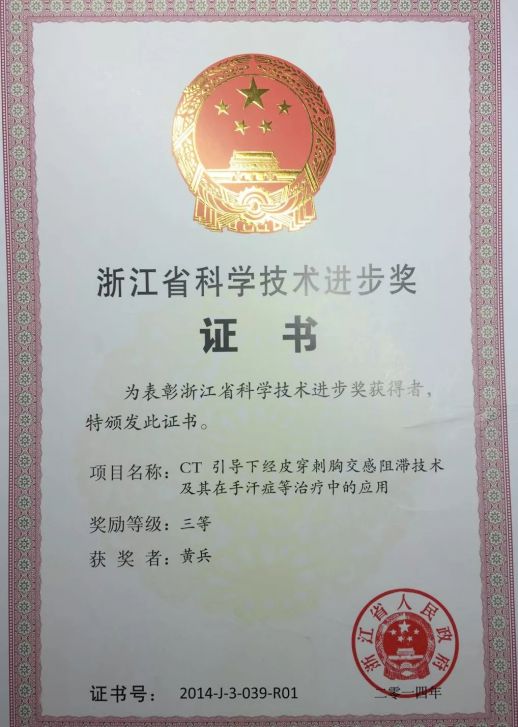 浙江省科学技术进步奖
证书
为表彰浙江省科学技术进步奖获得者，
特颁发此证书。
项目名称：CT 引导下经皮穿刺胸交感阻滞技术
及其在手汗症等治疗中的应用
奖励等级：三等
获奖者：黄兵
浙江省人民政府
证书号： 2014-J-3-039-R01 二零一四年